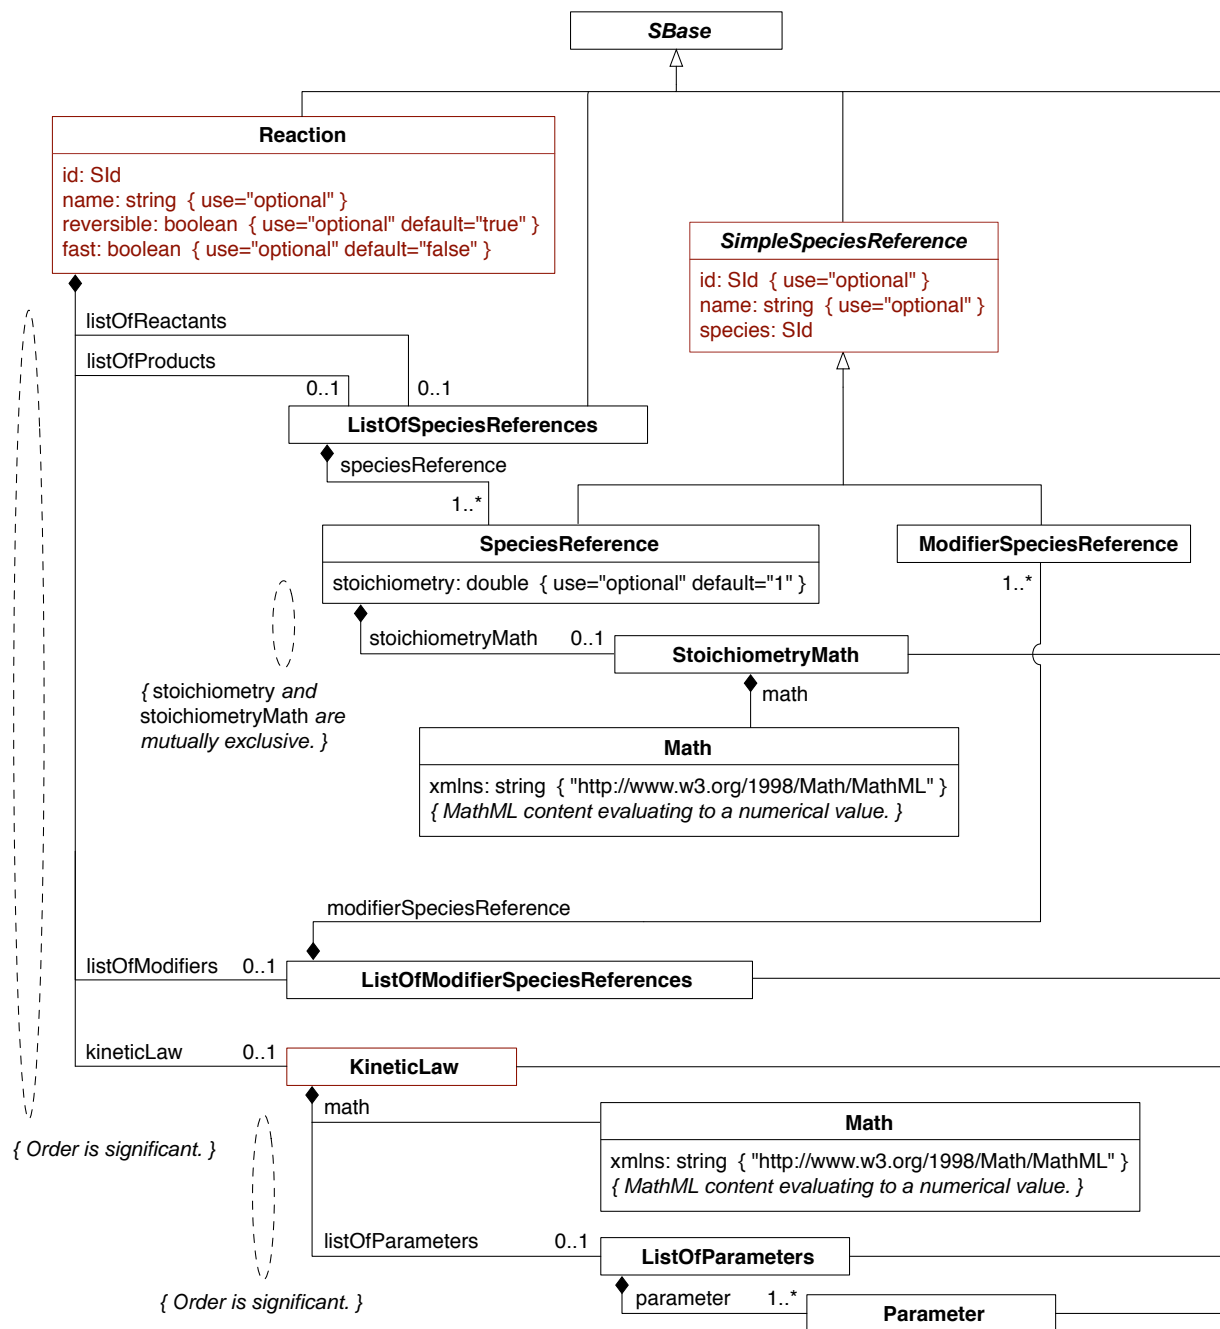 SBase
Reaction
id: SId
name: string { use="optional" }
reversible: boolean { use="optional" default="true" }
fast: boolean { use="optional" default="false" }
SimpleSpeciesReference
id: SId { use="optional" }
name: string { use="optional" }
species: SId
listOfReactants
listOfProducts
0..1
0..1
ListOfSpeciesReferences
speciesReference
1..*
SpeciesReference
stoichiometry: double { use="optional" default="1" }
ModifierSpeciesReference
1..*
stoichiometryMath
0..1
StoichiometryMath
{ stoichiometry and
stoichiometryMath are
mutually exclusive. }
math
Math
xmlns: string { "http://www.w3.org/1998/Math/MathML" }
{ MathML content evaluating to a numerical value. }
modifierSpeciesReference
listOfModifiers
0..1
ListOfModifierSpeciesReferences
kineticLaw
0..1
KineticLaw
math
Math
xmlns: string { "http://www.w3.org/1998/Math/MathML" }
{ MathML content evaluating to a numerical value. }
{ Order is significant. }
listOfParameters
0..1
ListOfParameters
{ Order is significant. }
parameter
1..*
Parameter